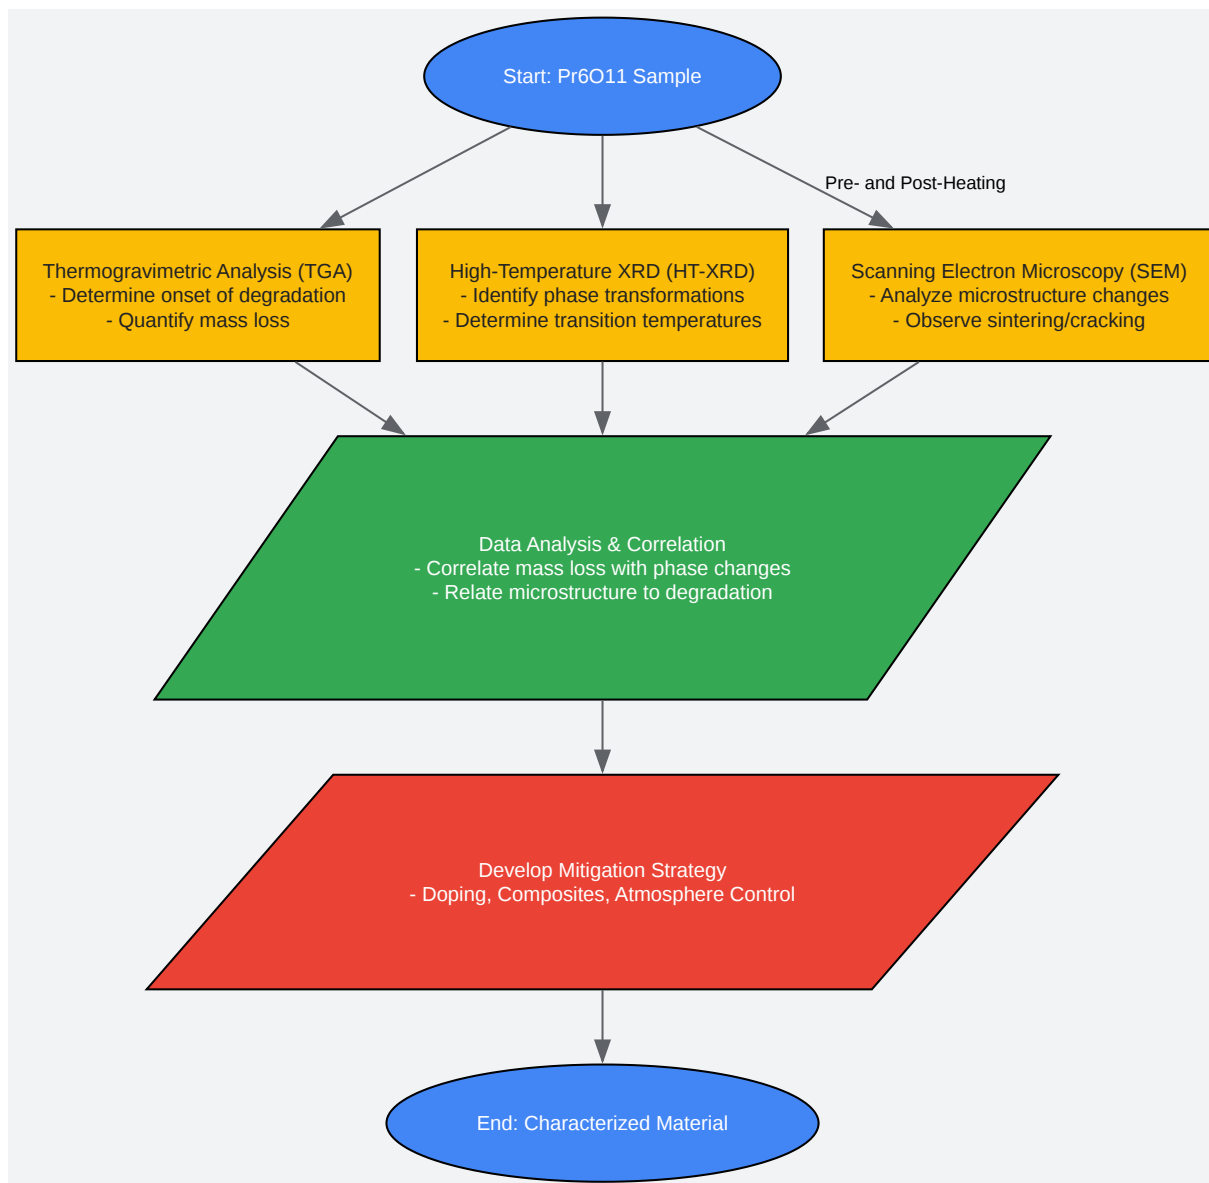 Start: Pr6O11 Sample
Pre- and Post-Heating
Thermogravimetric Analysis (TGA)
- Determine onset of degradation
- Quantify mass loss
High-Temperature XRD (HT-XRD)
- Identify phase transformations
- Determine transition temperatures
Scanning Electron Microscopy (SEM)
- Analyze microstructure changes
- Observe sintering/cracking
Data Analysis & Correlation
- Correlate mass loss with phase changes
- Relate microstructure to degradation
Develop Mitigation Strategy
- Doping, Composites, Atmosphere Control
End: Characterized Material